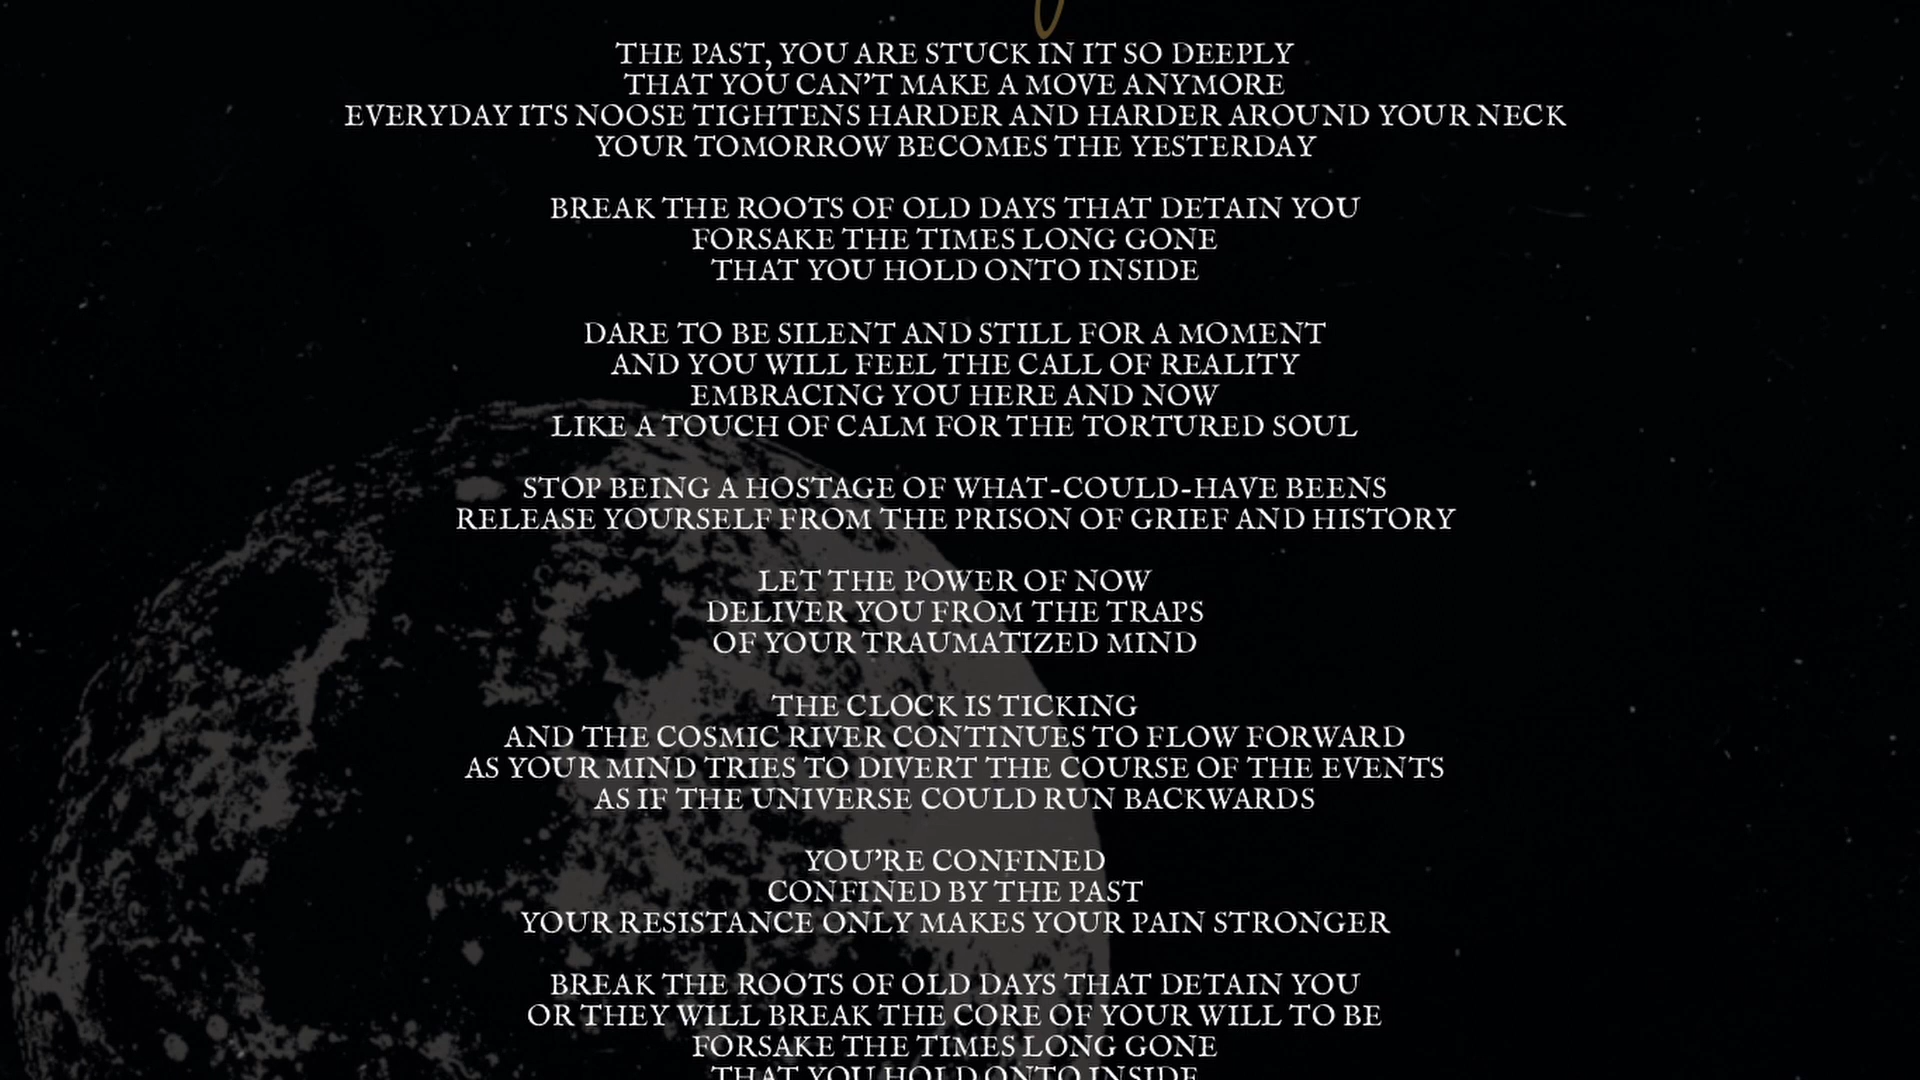 THE PAST, YOU ARE STUCK IN IT SO DEEPLY
THAT YOU CAN'T MAKE A MOVE ANYMORE
EVERYDAY ITS NOOSE TIGHTENS HARDER AND HARDER AROUND YOUR NECK
YOUR TOMORROW BECOMES THE YESTERDAY
BREAK THE ROOTS OF OLD DAYS THAT DETAIN YOU
FORSAKE THE TIMES LONG GONE
THAT YOU HOLD ONTO INSIDE
DARE TO BE SILENT AND STILL FOR A MOMENT
AND YOU WILL FEEL THE CALL OF REALITY
EMBRACING YOU HERE AND NOW
LIKE A TOUCH OF CALM FOR THE TORTURED SOUL
STOP BEING A HOSTAGE OF WHAT-COULD-HAVE BEENS
RELEASE YOURSELF FROM THE PRISON OF GRIEF AND HISTORY
LET THE POWER OF NOW
DELIVER YOU FROM THE TRAPS
OF YOUR TRAUMATIZED MIND
THE CLOCK IS TICKING
AND THE COSMIC RIVER CONTINUES TO FLOW FORWARD
AS YOUR MIND TRIES TO DIVERT THE COURSE OF THE EVENTS
AS IF THE UNIVERSE COULD RUN BACKWARDS
YOU'RE CONFINED
CONFINED BY THE PAST
YOUR RESISTANCE ONLY MAKES YOUR PAIN STRONGER
BREAK THE ROOTS OF OLD DAYS THAT DETAIN YOU
OR THEY WILL BREAK THE CORE OF YOUR WILL TO BE
FORSAKE THE TIMES LONG GONE
THAT YOU HOLD ONTO INSIDE